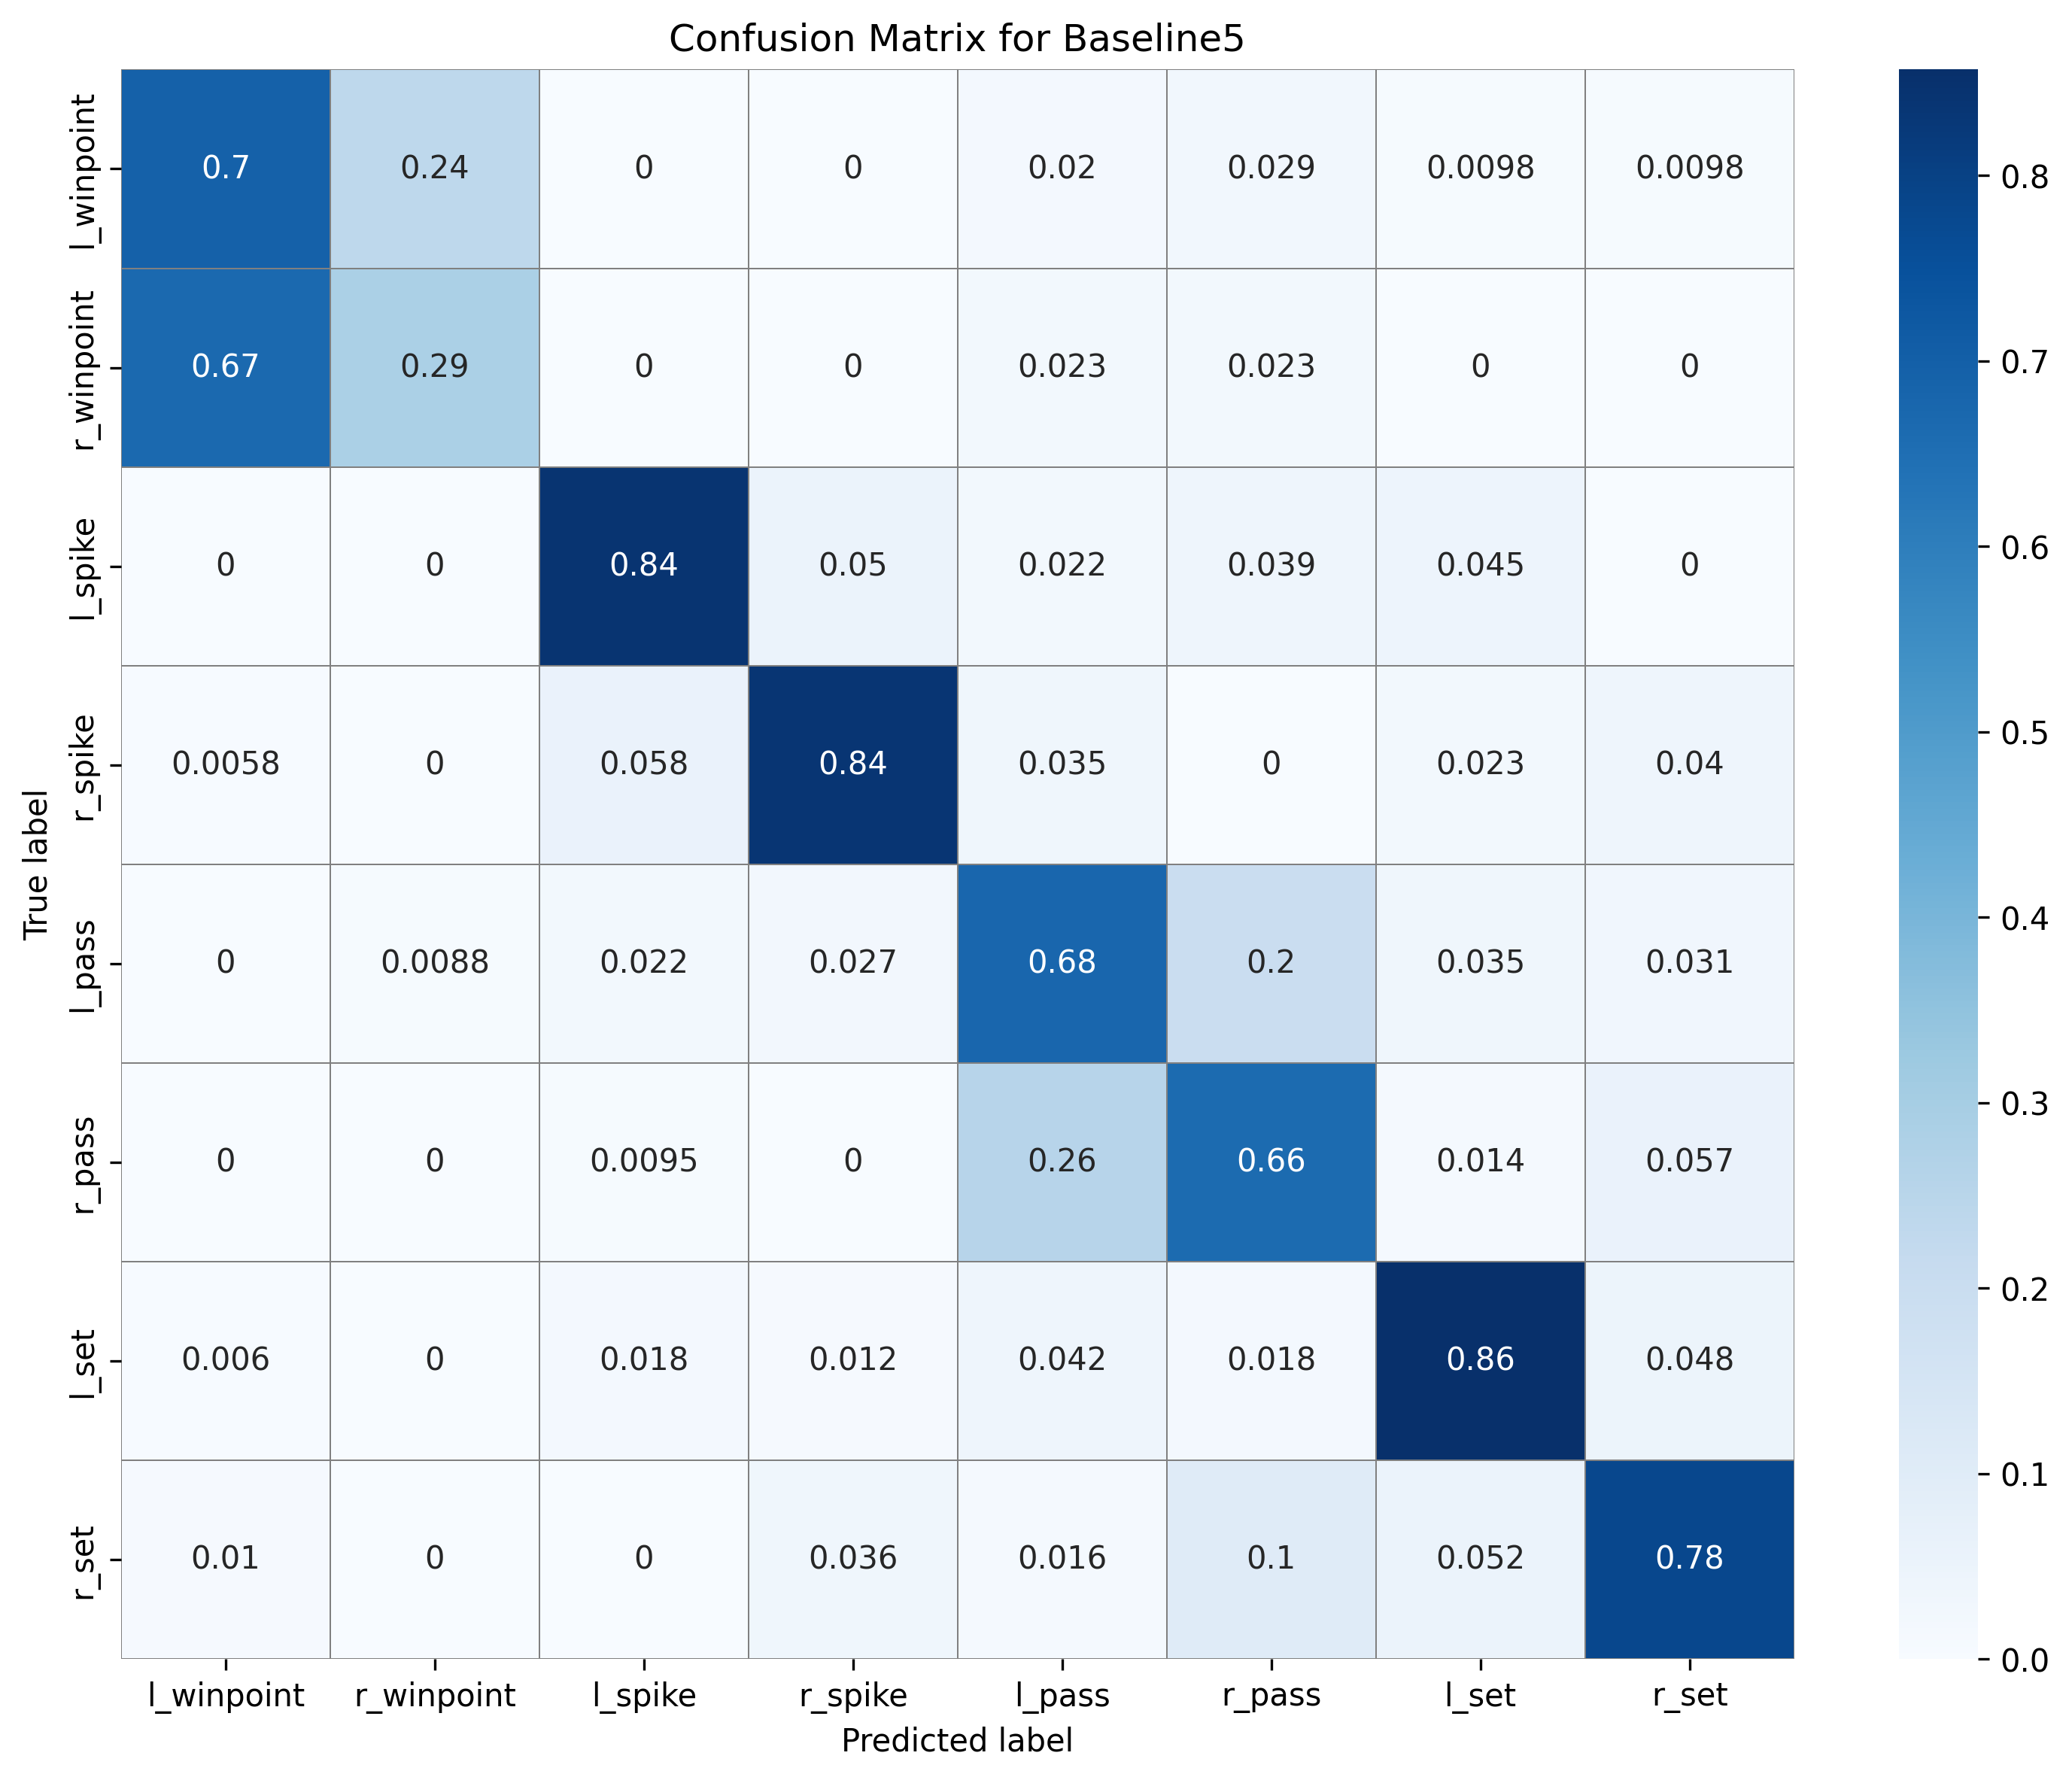 Confusion Matrix for Baseline5
l_winpoint 0.7 0.24 0 0 0.02 0.029 0.0098 0.0098
r_winpoint 0.67 0.29 0 0 0.023 0.023 0 0
l_spike 0 0 0.84 0.05 0.022 0.039 0.045 0
r_spike 0.0058 0 0.058 0.84 0.035 0 0.023 0.04
l_pass 0 0.0088 0.022 0.027 0.68 0.2 0.035 0.031
r_pass 0 0 0.0095 0 0.26 0.66 0.014 0.057
l_set 0.006 0 0.018 0.012 0.042 0.018 0.86 0.048
r_set 0.01 0 0 0.036 0.016 0.1 0.052 0.78
l_winpoint r_winpoint l_spike r_spike l_pass r_pass l_set r_set
Predicted label
True label
0.8
0.7
0.6
0.5
0.4
0.3
0.2
0.1
0.0